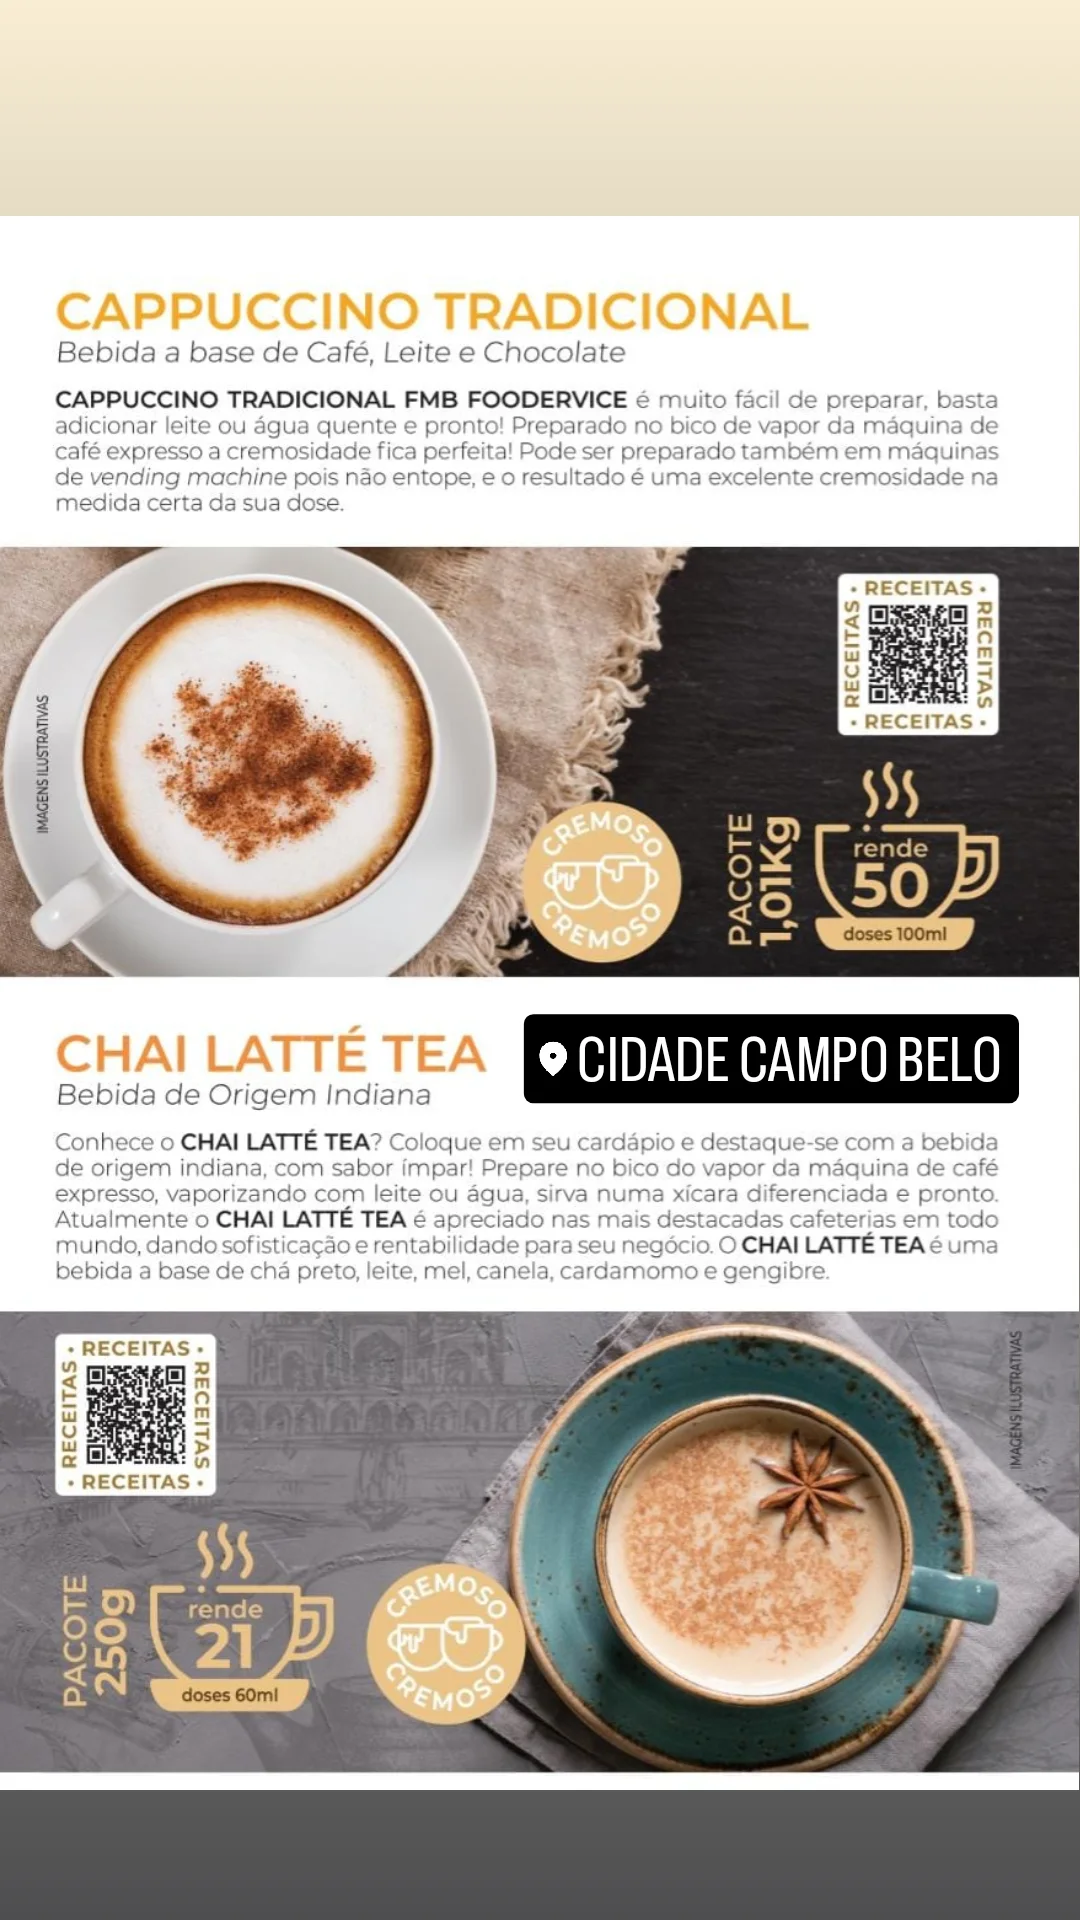 CAPPUCCINO TRADICIONAL
Bebida a base de Café, Leite e Chocolate
CAPPUCCINO TRADICIONAL FMB FOODERVICE é muito fácil de preparar, basta
adicionar leite ou água quente e pronto! Preparado no bico de vapor da máquina de
café expresso a cremosidade fica perfeita! Pode ser preparado também em máquinas
de vending machine pois não entope, e o resultado é uma excelente cremosidade na
medida certa da sua dose.
IMAGENS ILUSTRATIVAS
• RECEITAS •
RECEITAS
RECEITAS
• RECEITAS •
CREMOSO
CREMOSO
PACOTE
1,01Kg
rende
50
doses 100ml
CHAI LATTÉ TEA
CIDADE CAMPO BELO
Bebida de Origem Indiana
Conhece o CHAI LATTÉ TEA? Coloque em seu cardápio e destaque-se com a bebida
de origem indiana, com sabor ímpar! Prepare no bico do vapor da máquina de café
expresso, vaporizando com leite ou água, sirva numa xícara diferenciada e pronto.
Atualmente o CHAI LATTÉ TEA é apreciado nas mais destacadas cafeterias em todo
mundo, dando sofisticação e rentabilidade para seu negócio. O CHAI LATTÉ TEA é uma
bebida a base de chá preto, leite, mel, canela, cardamomo e gengibre.
• RECEITAS •
RECEITAS
RECEITAS
• RECEITAS •
IMAGENS ILUSTRATIVAS
PACOTE
250g
rende
21
doses 60ml
CREMOSO
CREMOSO